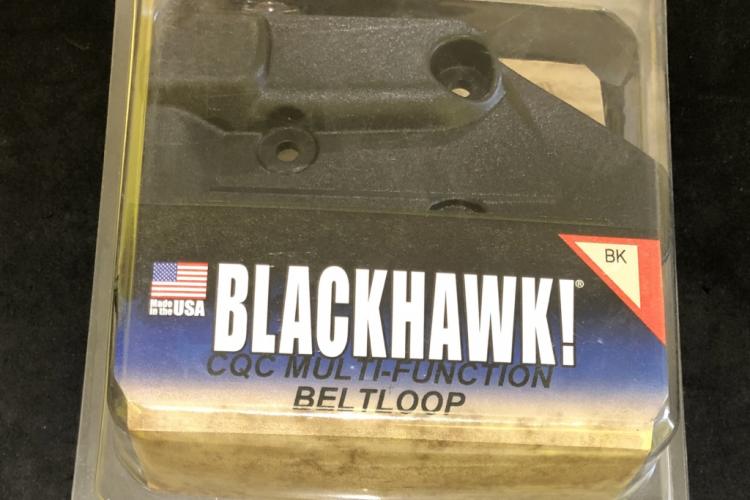 BK
Made
in the USA
BLACKHAWK!®
CQC MULTI-FUNCTION
BELTLOOP